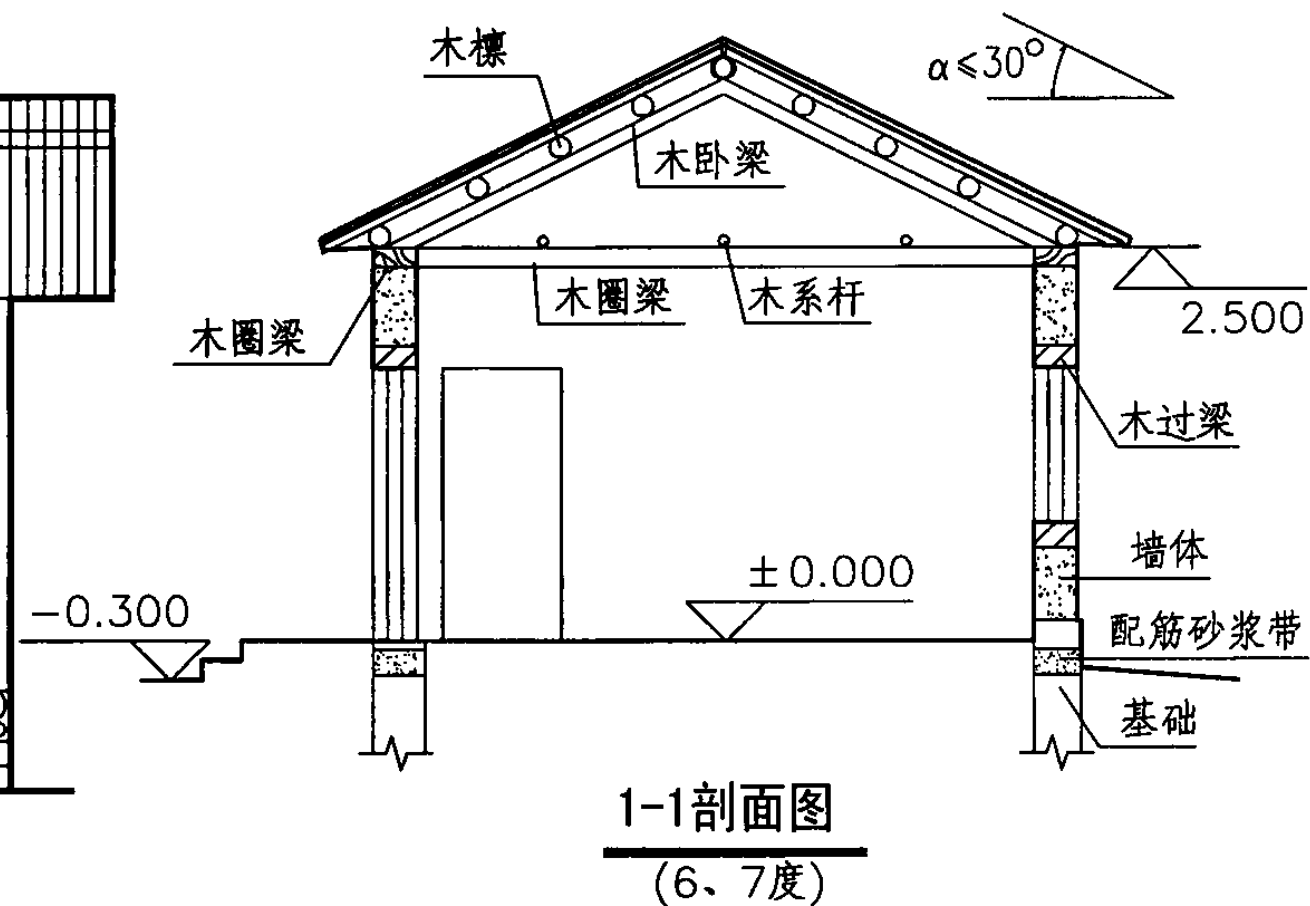 木檩
α≤30°
木卧梁
木圈梁
木系杆
2.500
木圈梁
木过梁
墙体
±0.000
-0.300
配筋砂浆带
基础
1-1剖面图
(6、7度)